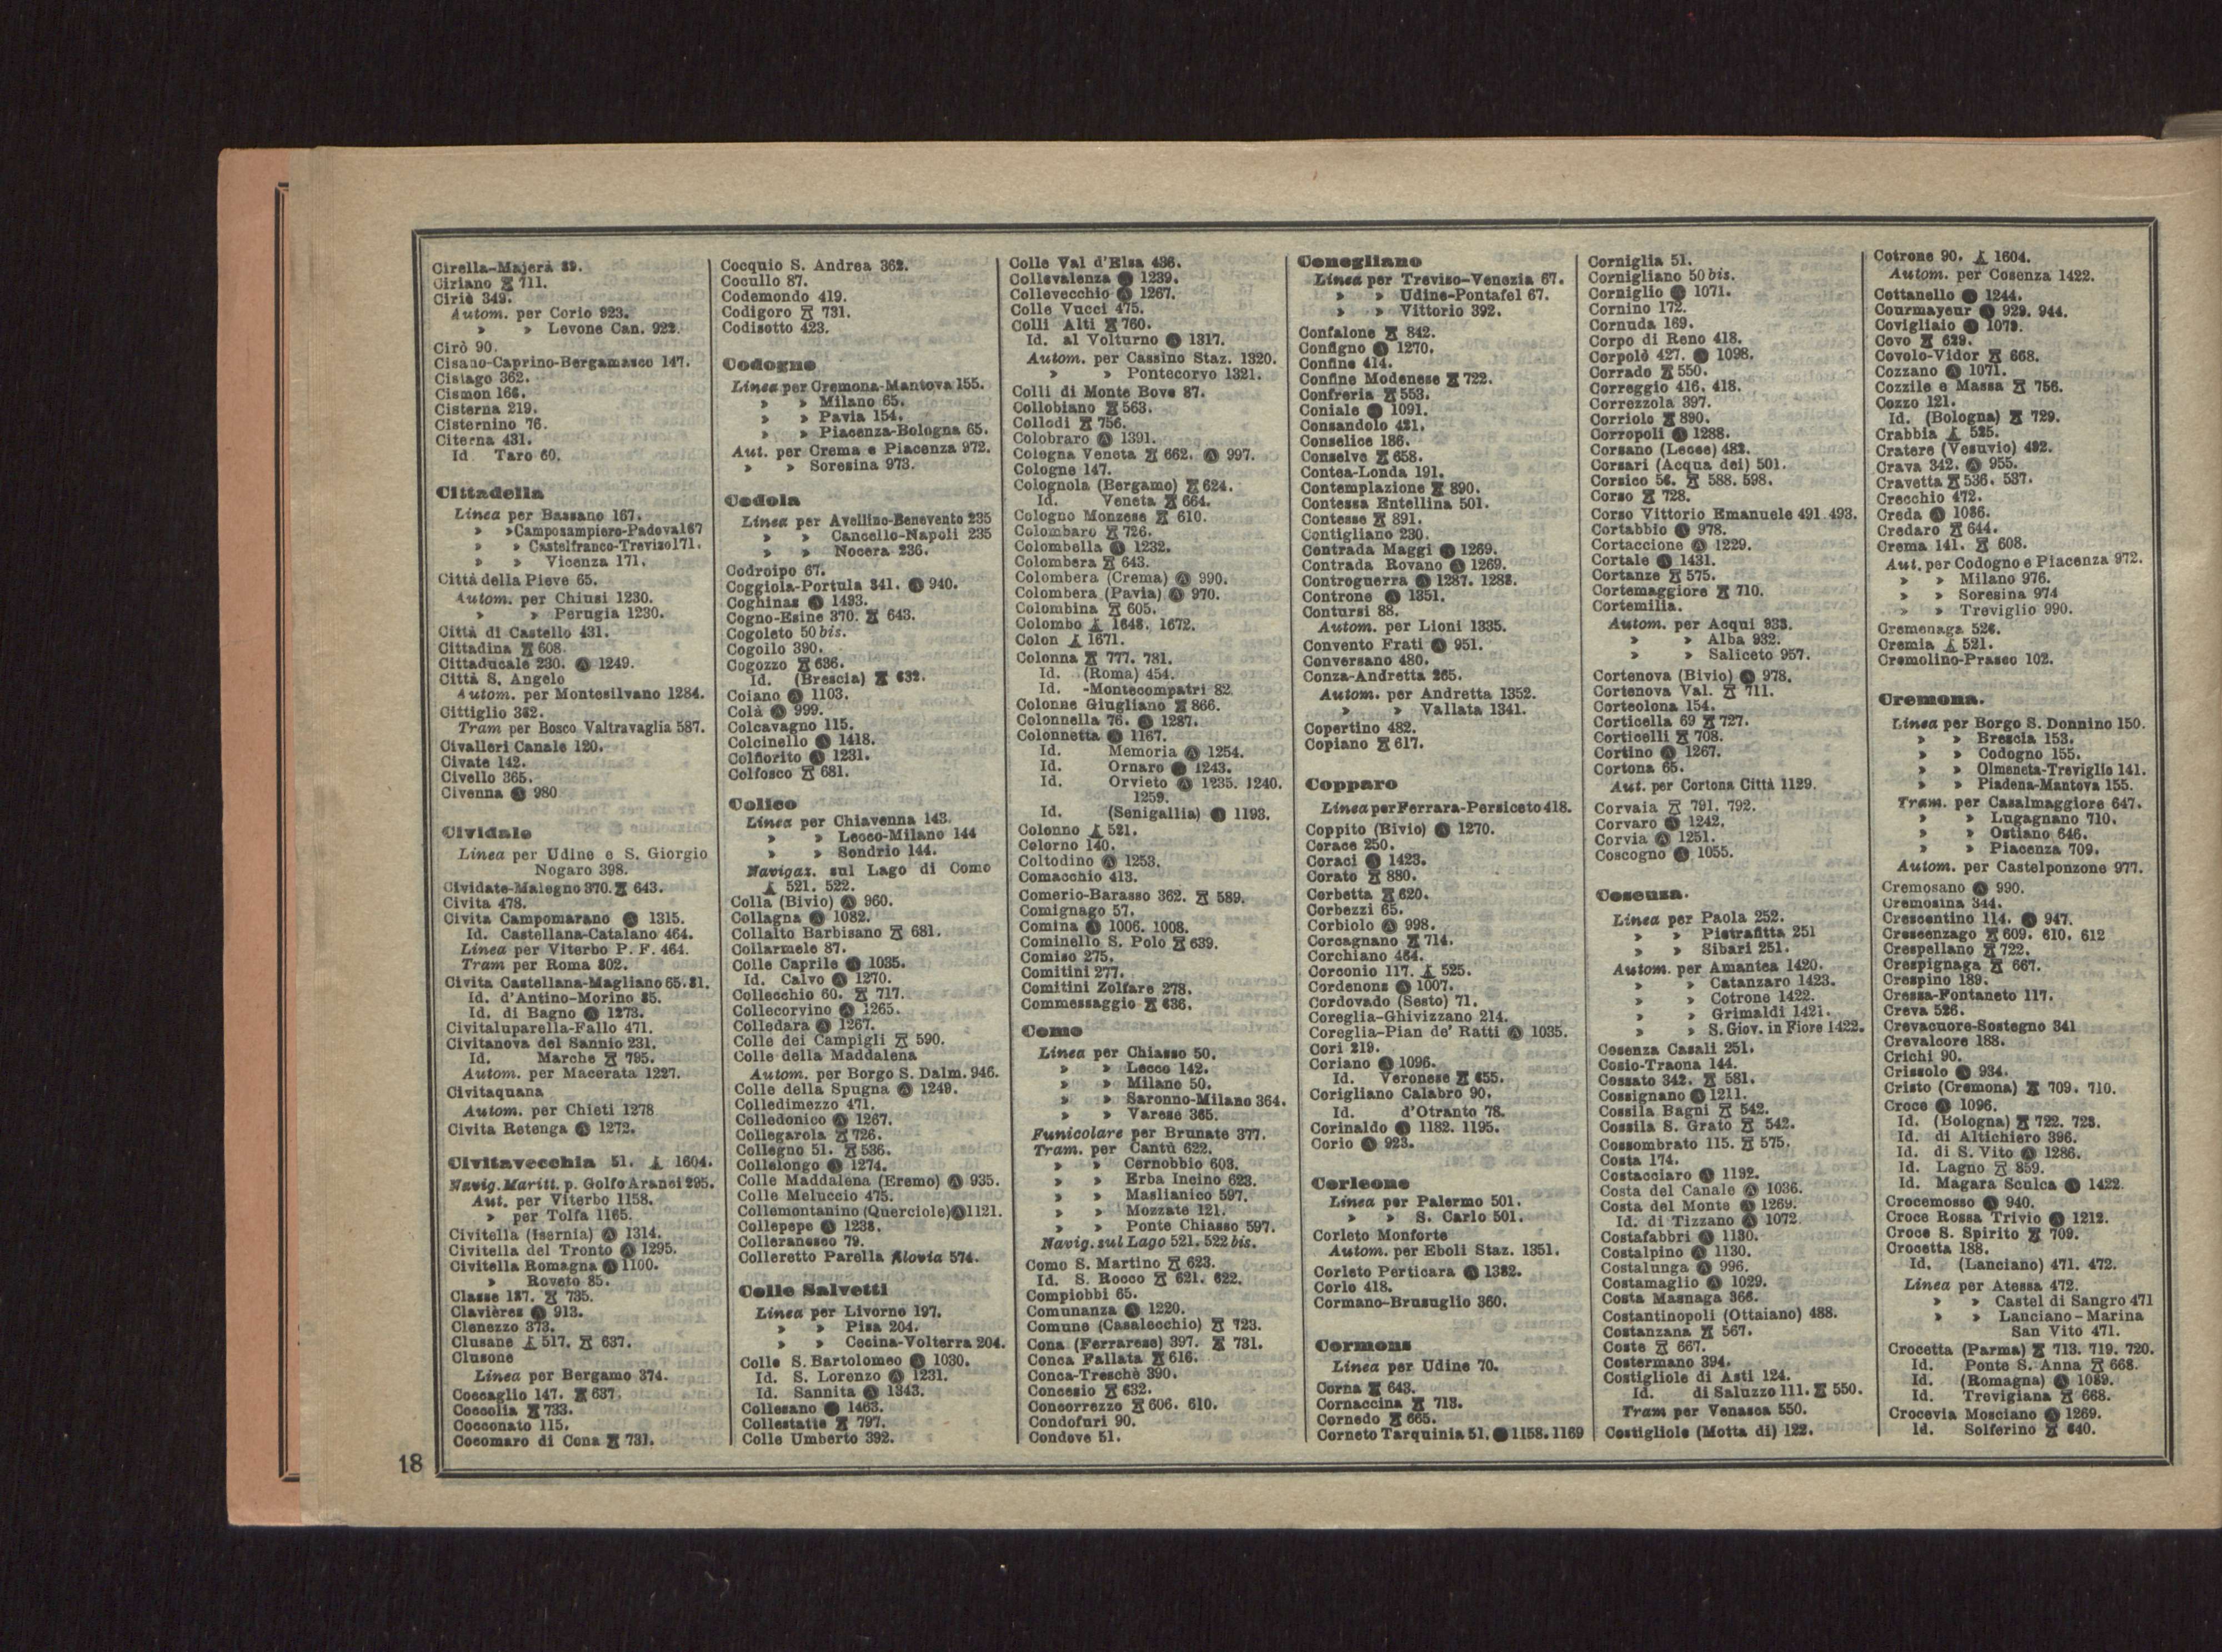 Cirella-Majerà 89.
Ciriano 711.
Ciriè 349.
Autom. per Corio 923.
» » Levone Can. 922.
Cirò 90.
Cisano-Caprino-Bergamasco 147.
Cislago 362.
Cismon 166.
Cisterna 219.
Cisternino 76.
Citerna 431.
Id Taro 60.
Cittadella
Linea per Bassano 167.
» » Camposampiero-Padova 167
» » Castelfranco-Treviso 171.
» » Vicenza 171.
Città della Pieve 65.
Autom. per Chiusi 1230.
» » Perugia 1230.
Città di Castello 431.
Cittadina 608
Cittaducale 230. Ⓐ 1249.
Città S. Angelo
Autom. per Montesilvano 1284.
Cittiglio 362.
Tram per Bosco Valtravaglia 587.
Civalleri Canale 120.
Civate 142.
Civello 365.
Civenna Ⓐ 980
Cividale
Linea per Udine e S. Giorgio
Nogaro 398.
Cividate-Malegno 370. 643.
Civita 478.
Civita Campomarano Ⓐ 1315.
Id. Castellana-Catalano 464.
Linea per Viterbo P. F. 464.
Tram per Roma 802.
Civita Castellana-Magliano 65. 81.
Id. d'Antino-Morino 85.
Id. di Bagno Ⓐ 1273.
Civitaluparella-Fallo 471.
Civitanova del Sannio 231.
Id. Marche 795.
Autom. per Macerata 1227.
Civitaquana
Autom. per Chieti 1278
Civita Retenga Ⓐ 1272.
Civitavecchia 51. 1604.
Navig. Maritt. p. Golfo Aranci 295.
Aut. per Viterbo 1158.
» per Tolfa 1165.
Civitella (Isernia) Ⓐ 1314.
Civitella del Tronto Ⓐ 1295.
Civitella Romagna Ⓐ 1100.
» Roveto 85.
Classe 187. 735.
Clavières Ⓐ 913.
Clenezzo 373.
Clusane 517. 637.
Clusone
Linea per Bergamo 374.
Coccaglio 147. 637.
Coccolia 733.
Cocconato 115.
Cocomaro di Cona 731.
Cocquio S. Andrea 362.
Cocullo 87.
Codemondo 419.
Codigoro 731.
Codisotto 423.
Codogno
Linea per Cremona-Mantova 155.
» » Milano 65.
» » Pavia 154.
» » Piacenza-Bologna 65.
Aut. per Crema e Piacenza 972.
» » Soresina 973.
Codola
Linea per Avellino-Benevento 235
» » Cancello-Napoli 235
» » Nocera 236.
Codroipo 67.
Coggiola-Portula 341. Ⓐ 940.
Coghinas Ⓐ 1493.
Cogno-Esine 370. 643.
Cogoleto 50 bis.
Cogollo 390.
Cogozzo 636.
Id. (Brescia) 632.
Coiano Ⓐ 1103.
Colà Ⓐ 999.
Colcavagno 115.
Colcinello Ⓐ 1418.
Colfiorito Ⓐ 1231.
Colfosco 681.
Colico
Linea per Chiavenna 143.
» » Lecco-Milano 144
» » Sondrio 144.
Navigaz. sul Lago di Como
521. 522.
Colla (Bivio) Ⓐ 960.
Collagna Ⓐ 1082.
Collalto Barbisano 681.
Collarmele 87.
Colle Caprile Ⓐ 1035.
Id. Calvo Ⓐ 1270.
Collecchio 60. 717.
Collecorvino Ⓐ 1265.
Colledara Ⓐ 1267.
Colle dei Campigli 590.
Colle della Maddalena
Autom. per Borgo S. Dalm. 946.
Colle della Spugna Ⓐ 1249.
Colledimezzo 471.
Colledonico Ⓐ 1267.
Collegarola 726.
Collegno 51. 536.
Collelongo Ⓐ 1274.
Colle Maddalena (Eremo) Ⓐ 935.
Colle Meluccio 475.
Collemontanino (Querciole) Ⓐ 1121.
Collepepe Ⓐ 1238.
Colleranesco 79.
Colleretto Parella Alovia 574.
Colle Salvetti
Linea per Livorno 197.
» » Pisa 204.
» » Cecina-Volterra 204.
Colle S. Bartolomeo Ⓐ 1030.
Id. S. Lorenzo Ⓐ 1231.
Id. Sannita Ⓐ 1343.
Collesano Ⓐ 1463.
Collestatte 797.
Colle Umberto 392.
Colle Val d'Elsa 436.
Collevalenza Ⓐ 1239.
Collevecchio Ⓐ 1267.
Colle Vucci 475.
Colli Alti 760.
Id. al Volturno Ⓐ 1317.
Autom. per Cassino Staz. 1320.
» » Pontecorvo 1321.
Colli di Monte Bove 87.
Collobiano 563.
Collodi 756.
Colobraro Ⓐ 1391.
Cologna Veneta 662. Ⓐ 997.
Cologne 147.
Colognola (Bergamo) 624.
Id. Veneta 664.
Cologno Monzese 610.
Colombaro 726.
Colombella Ⓐ 1232.
Colombera 643.
Colombera (Crema) Ⓐ 990.
Colombera (Pavia) Ⓐ 970.
Colombina 605.
Colombo 1648. 1672.
Colon 1671.
Colonna 777. 781.
Id. (Roma) 454.
Id. -Montecompatri 82
Colonne Giugliano 866.
Colonnella 76. Ⓐ 1287.
Colonnetta Ⓐ 1167.
Id. Memoria Ⓐ 1254.
Id. Ornaro Ⓐ 1243.
Id. Orvieto Ⓐ 1235. 1240.
1259.
Id. (Senigallia) Ⓐ 1193.
Colonno 521.
Colorno 140.
Coltodino Ⓐ 1253.
Comacchio 413.
Comerio-Barasso 362. 589.
Comignago 57.
Comina Ⓐ 1006. 1008.
Cominello S. Polo 639.
Comiso 275.
Comitini 277.
Comitini Zolfare 278.
Commessaggio 636.
Como
Linea per Chiasso 50.
» » Lecco 142.
» » Milano 50.
» » Saronno-Milano 364.
» » Varese 365.
Funicolare per Brunate 377.
Tram. per Cantù 622.
» » Cernobbio 603.
» » Erba Incino 623.
» » Maslianico 597.
» » Mozzate 121.
» » Ponte Chiasso 597.
Navig. sul Lago 521. 522 bis.
Como S. Martino 623.
Id. S. Rocco 621. 622.
Compiobbi 65.
Comunanza Ⓐ 1220.
Comune (Casalecchio) 723.
Cona (Ferrarese) 397. 731.
Conca Fallata 616.
Conca-Treschè 390.
Concesio 632.
Concorrezzo 606. 610.
Condofuri 90.
Condove 51.
Conegliano
Linea per Treviso-Venezia 67.
» » Udine-Pontafel 67.
» » Vittorio 392.
Confalone 842.
Configno Ⓐ 1270.
Confine 414.
Confine Modenese 722.
Confreria 553.
Coniale Ⓐ 1091.
Consandolo 421.
Conselice 186.
Conselve 658.
Contea-Londa 191.
Contemplazione 890.
Contessa Entellina 501.
Contesse 891.
Contigliano 230.
Contrada Maggi Ⓐ 1269.
Contrada Rovano Ⓐ 1269.
Controguerra Ⓐ 1287. 1288.
Controne Ⓐ 1351.
Contursi 88.
Autom. per Lioni 1335.
Convento Frati Ⓐ 951.
Conversano 480.
Conza-Andretta 265.
Autom. per Andretta 1352.
» » Vallata 1341.
Copertino 482.
Copiano 617.
Copparo
Linea per Ferrara-Persiceto 418.
Coppito (Bivio) Ⓐ 1270.
Corace 250.
Coraci Ⓐ 1423.
Corato 880.
Corbetta 620.
Corbezzi 65.
Corbiolo Ⓐ 998.
Corcagnano 714.
Corchiano 464.
Corconio 117. 525.
Cordenons Ⓐ 1007.
Cordovado (Sesto) 71.
Coreglia-Ghivizzano 214.
Coreglia-Pian de' Ratti Ⓐ 1035.
Cori 219.
Coriano Ⓐ 1096.
Id. Veronese 655.
Corigliano Calabro 90.
Id. d'Otranto 78.
Corinaldo Ⓐ 1182. 1195.
Corio Ⓐ 923.
Corleone
Linea per Palermo 501.
» » S. Carlo 501.
Corleto Monforte
Autom. per Eboli Staz. 1351.
Corleto Perticara Ⓐ 1382.
Corlo 418.
Cormano-Brusuglio 360.
Cormons
Linea per Udine 70.
Corna 643.
Cornaccina 713.
Cornedo 665.
Corneto Tarquinia 51. Ⓐ 1158. 1169
Corniglia 51.
Cornigliano 50 bis.
Corniglio Ⓐ 1071.
Cornino 172.
Cornuda 169.
Corpo di Reno 418.
Corpolò 427. Ⓐ 1098.
Corrado 550.
Correggio 416. 418.
Correzzola 397.
Corriolo 890.
Corropoli Ⓐ 1288.
Corsano (Lecce) 482.
Corsari (Acqua dei) 501.
Corsico 56. 588. 598.
Corso 728.
Corso Vittorio Emanuele 491 493.
Cortabbio Ⓐ 978.
Cortaccione Ⓐ 1229.
Cortale Ⓐ 1431.
Cortanze 575.
Cortemaggiore 710.
Cortemilia.
Autom. per Acqui 933.
» » Alba 932.
» » Saliceto 957.
Cortenova (Bivio) Ⓐ 978.
Cortenova Val. 711.
Corteolona 154.
Corticella 69 727.
Corticelli 708.
Cortino Ⓐ 1267.
Cortona 65.
Aut. per Cortona Città 1129.
Corvaia 791. 792.
Corvaro Ⓐ 1242.
Corvia Ⓐ 1251.
Coscogno Ⓐ 1055.
Cosenza.
Linea per Paola 252.
» » Pietrafitta 251
» » Sibari 251.
Autom. per Amantea 1420.
» » Catanzaro 1423.
» » Cotrone 1422.
» » Grimaldi 1421.
» » S. Giov. in Fiore 1422.
Cosenza Casali 251.
Cosio-Traona 144.
Cossato 342. 581.
Cossignano Ⓐ 1211.
Cossila Bagni 542.
Cossila S. Grato 542.
Cossombrato 115. 575.
Costa 174.
Costacciaro Ⓐ 1192.
Costa del Canale Ⓐ 1036.
Costa del Monte Ⓐ 1269.
Id. di Tizzano Ⓐ 1072
Costafabbri Ⓐ 1130.
Costalpino Ⓐ 1130.
Costalunga Ⓐ 996.
Costamaglio Ⓐ 1029.
Costa Masnaga 366.
Costantinopoli (Ottaiano) 488.
Costanzana 567.
Coste 667.
Costermano 394.
Costigliole di Asti 124.
Id. di Saluzzo 111. 550.
Tram per Venasca 550.
Costigliole (Motta di) 122.
Cotrone 90. 1604.
Autom. per Cosenza 1422.
Cottanello Ⓐ 1244.
Courmayeur Ⓐ 929. 944.
Covigliaio Ⓐ 1079.
Covo 629.
Covolo-Vidor 668.
Cozzano Ⓐ 1071.
Cozzile e Massa 756.
Cozzo 121.
Id. (Bologna) 729.
Crabbia 525.
Cratere (Vesuvio) 492.
Crava 342. Ⓐ 955.
Cravetta 536. 537.
Crecchio 472.
Creda Ⓐ 1086.
Credaro 644.
Crema 141. 608.
Aut. per Codogno e Piacenza 972.
» » Milano 976.
» » Soresina 974
» » Treviglio 990.
Cremenaga 526.
Cremia 521.
Cremolino-Prasco 102.
Cremona.
Linea per Borgo S. Donnino 150.
» » Brescia 153.
» » Codogno 155.
» » Olmeneta-Treviglio 141.
» » Piadena-Mantova 155.
Tram. per Casalmaggiore 647.
» » Lugagnano 710.
» » Ostiano 646.
» » Piacenza 709.
Autom. per Castelponzone 977.
Cremosano Ⓐ 990.
Cremosina 344.
Crescentino 114. Ⓐ 947.
Crescenzago 609. 610. 612
Crespellano 722.
Crespignaga 667.
Crespino 189.
Cressa-Fontaneto 117.
Creva 526.
Crevacuore-Sostegno 341
Crevalcore 188.
Crichi 90.
Crissolo Ⓐ 934.
Cristo (Cremona) 709. 710.
Croce Ⓐ 1096.
Id. (Bologna) 722. 723.
Id. di Altichiero 396.
Id. di S. Vito Ⓐ 1286.
Id. Lagno 859.
Id. Magara Sculca Ⓐ 1422
Crocemosso Ⓐ 940.
Croce Rossa Trivio Ⓐ 1212.
Croce S. Spirito 709.
Crocetta 188.
Id. (Lanciano) 471. 472.
Linea per Atessa 472.
» » Castel di Sangro 471
» » Lanciano-Marina
San Vito 471.
Crocetta (Parma) 713. 719. 720.
Id. Ponte S. Anna 668.
Id. (Romagna) Ⓐ 1089.
Id. Trevigiana 668.
Crocevia Mosciano Ⓐ 1269.
Id. Solferino 640.
18